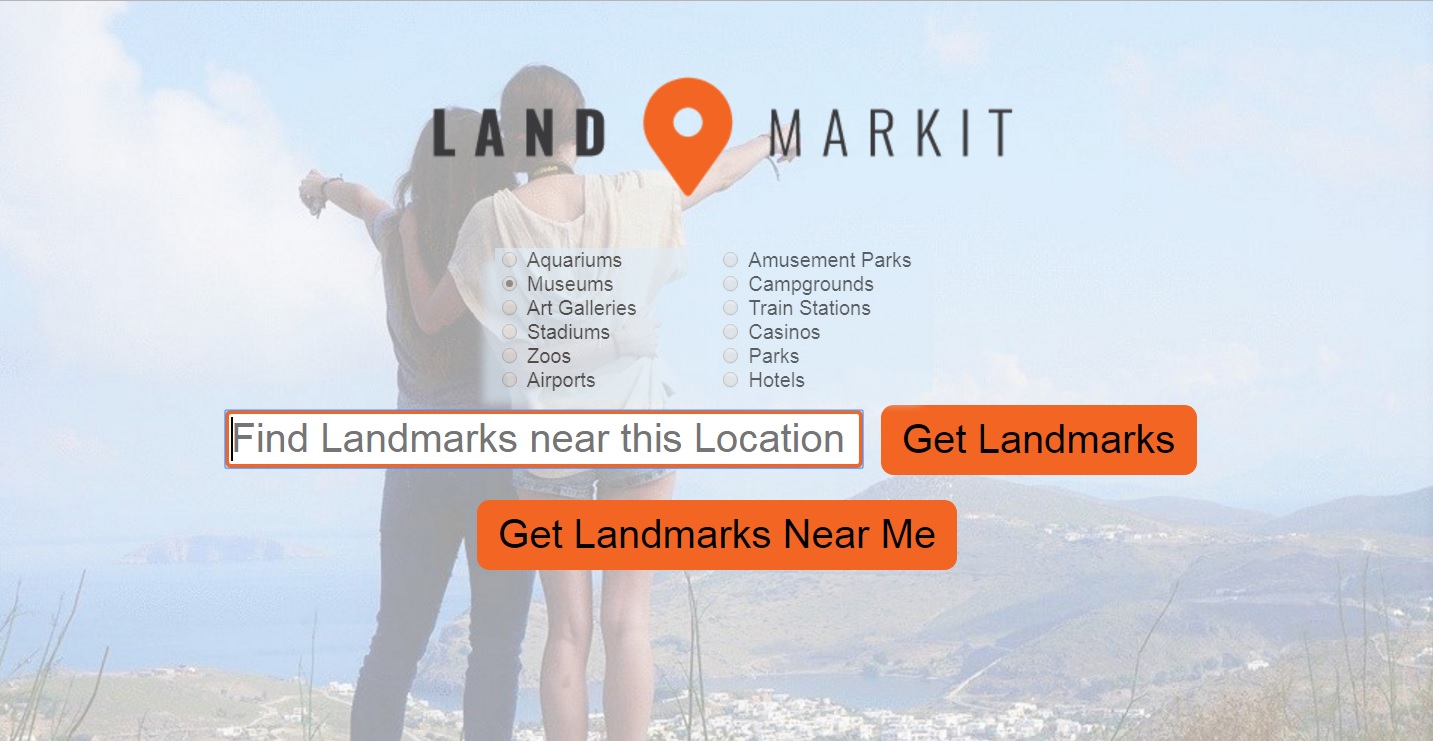 LAND MARKIT
Aquariums
Museums
Art Galleries
Stadiums
Zoos
Airports
Amusement Parks
Campgrounds
Train Stations
Casinos
Parks
Hotels
Find Landmarks near this Location
Get Landmarks
Get Landmarks Near Me